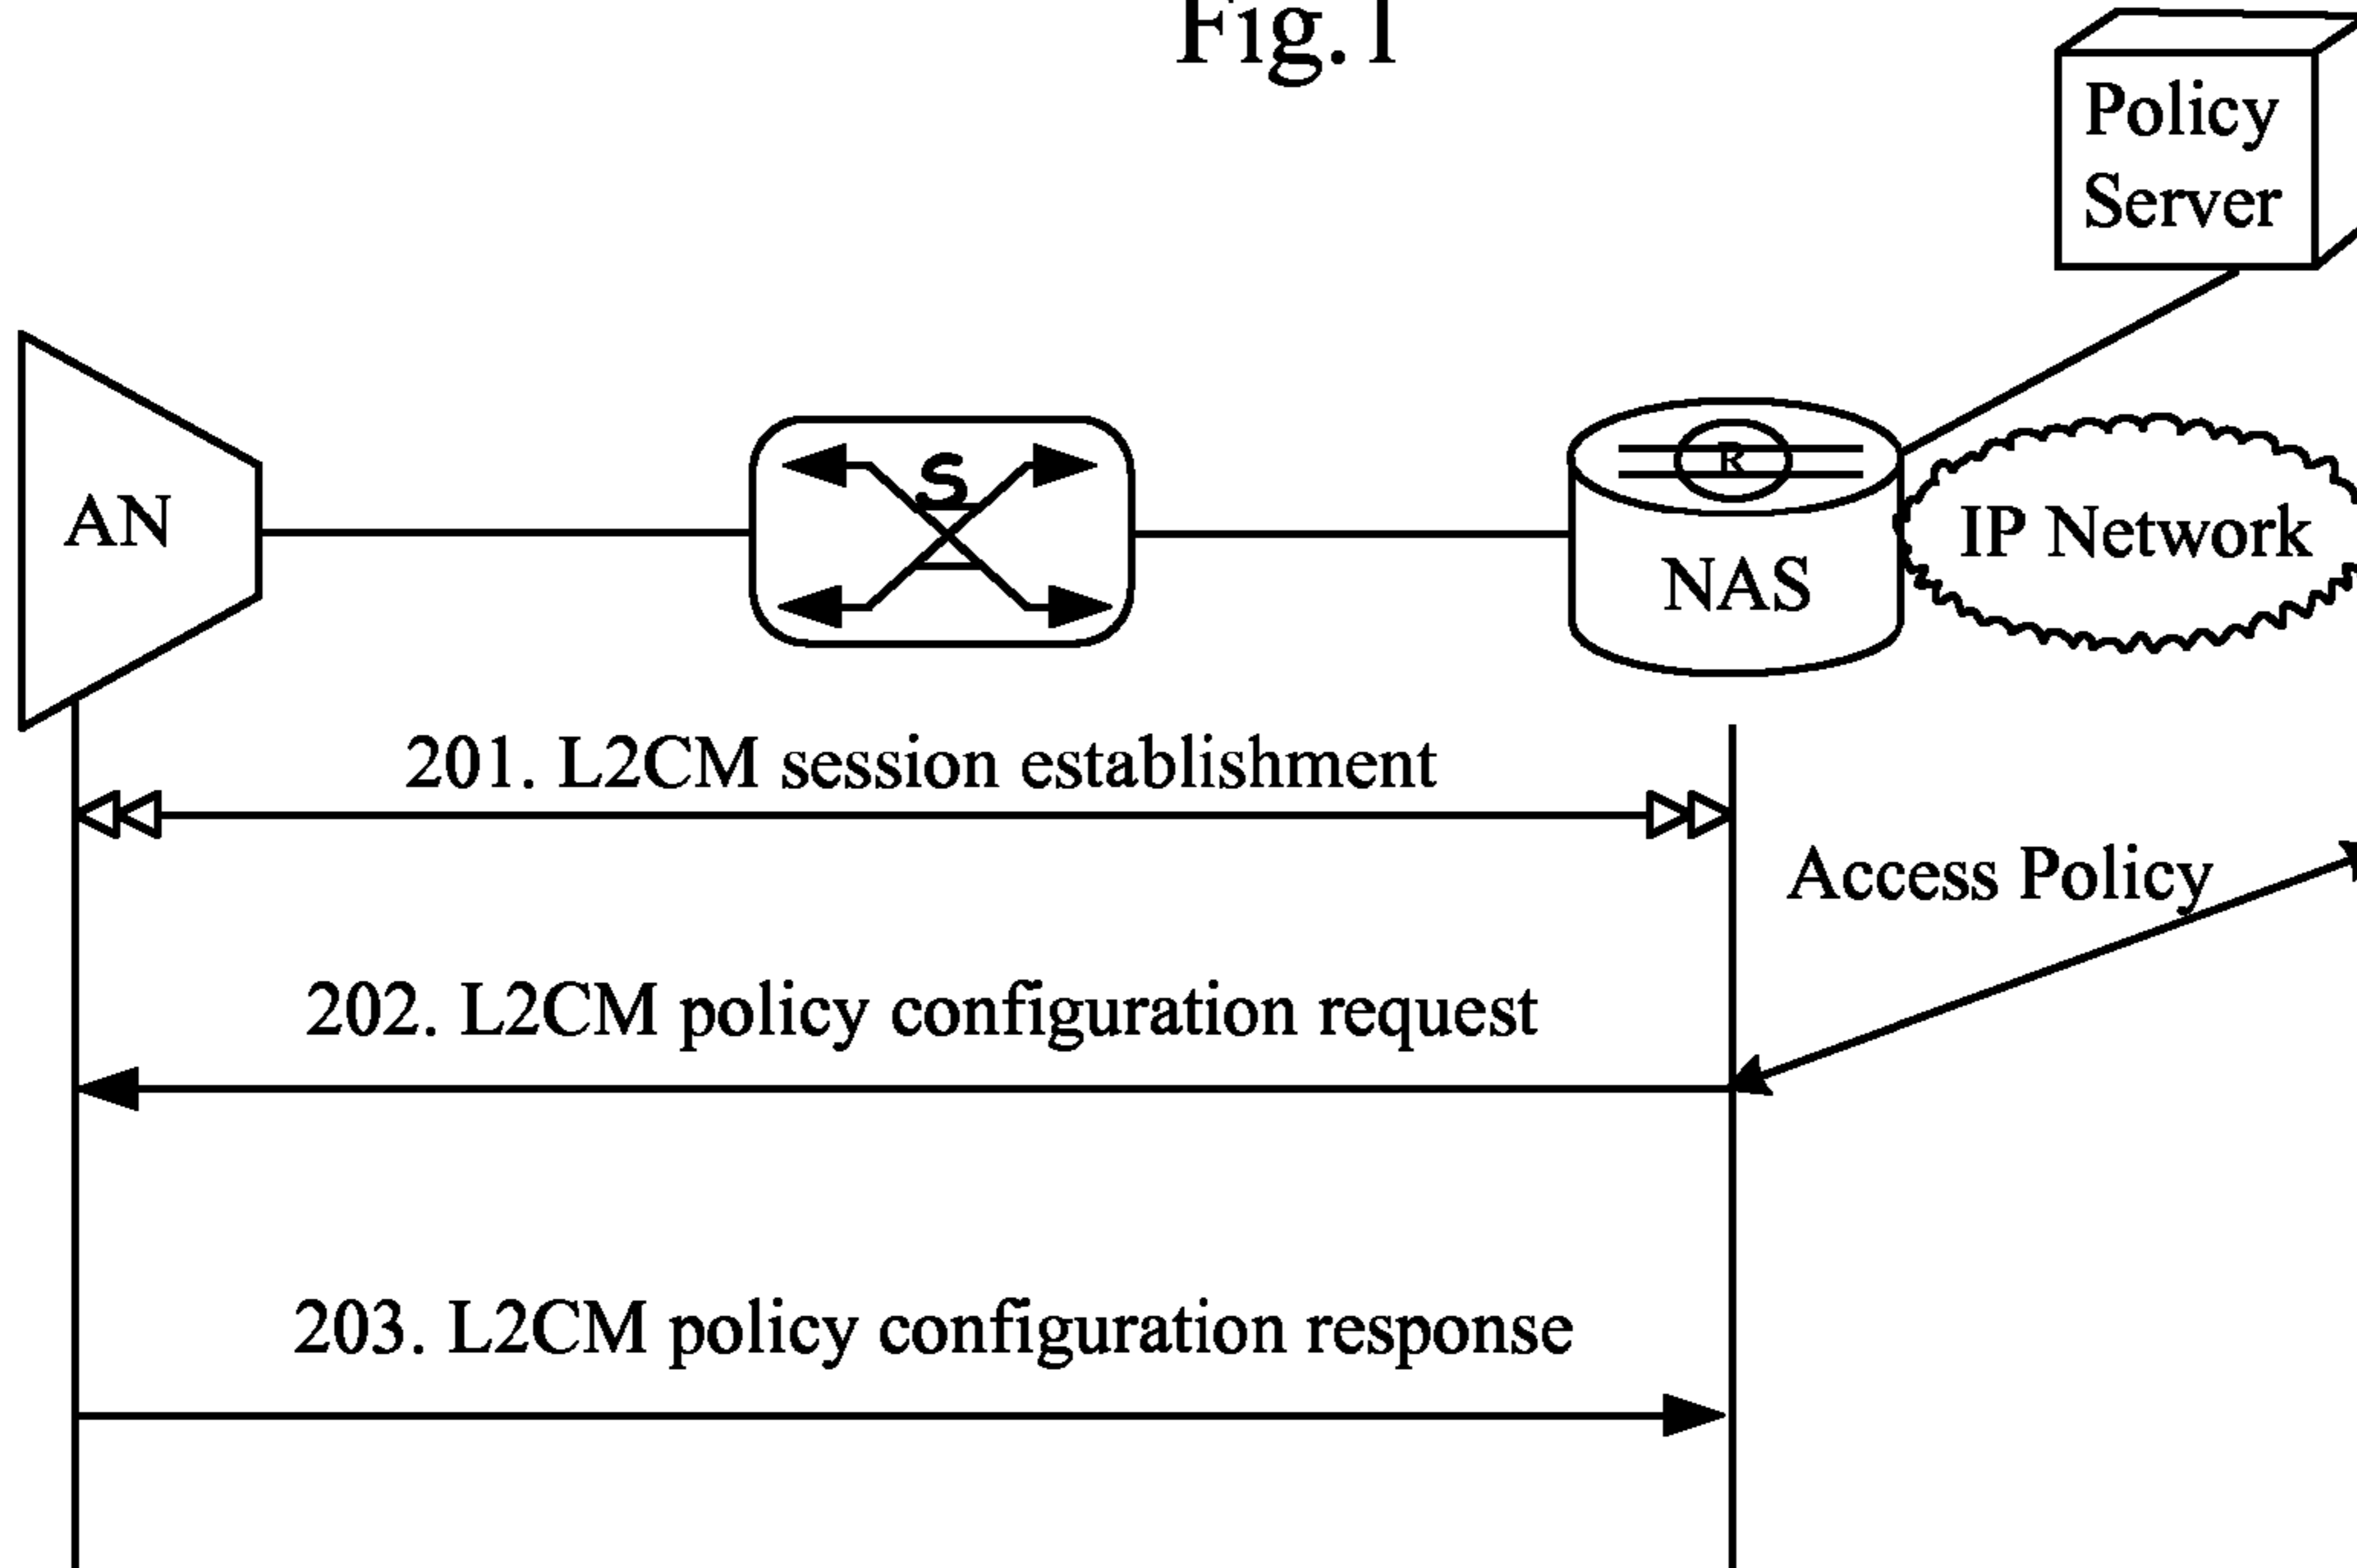 Fig.1
Policy
Server
AN
S
R
NAS
IP Network
201. L2CM session establishment
Access Policy
202. L2CM policy configuration request
203. L2CM policy configuration response